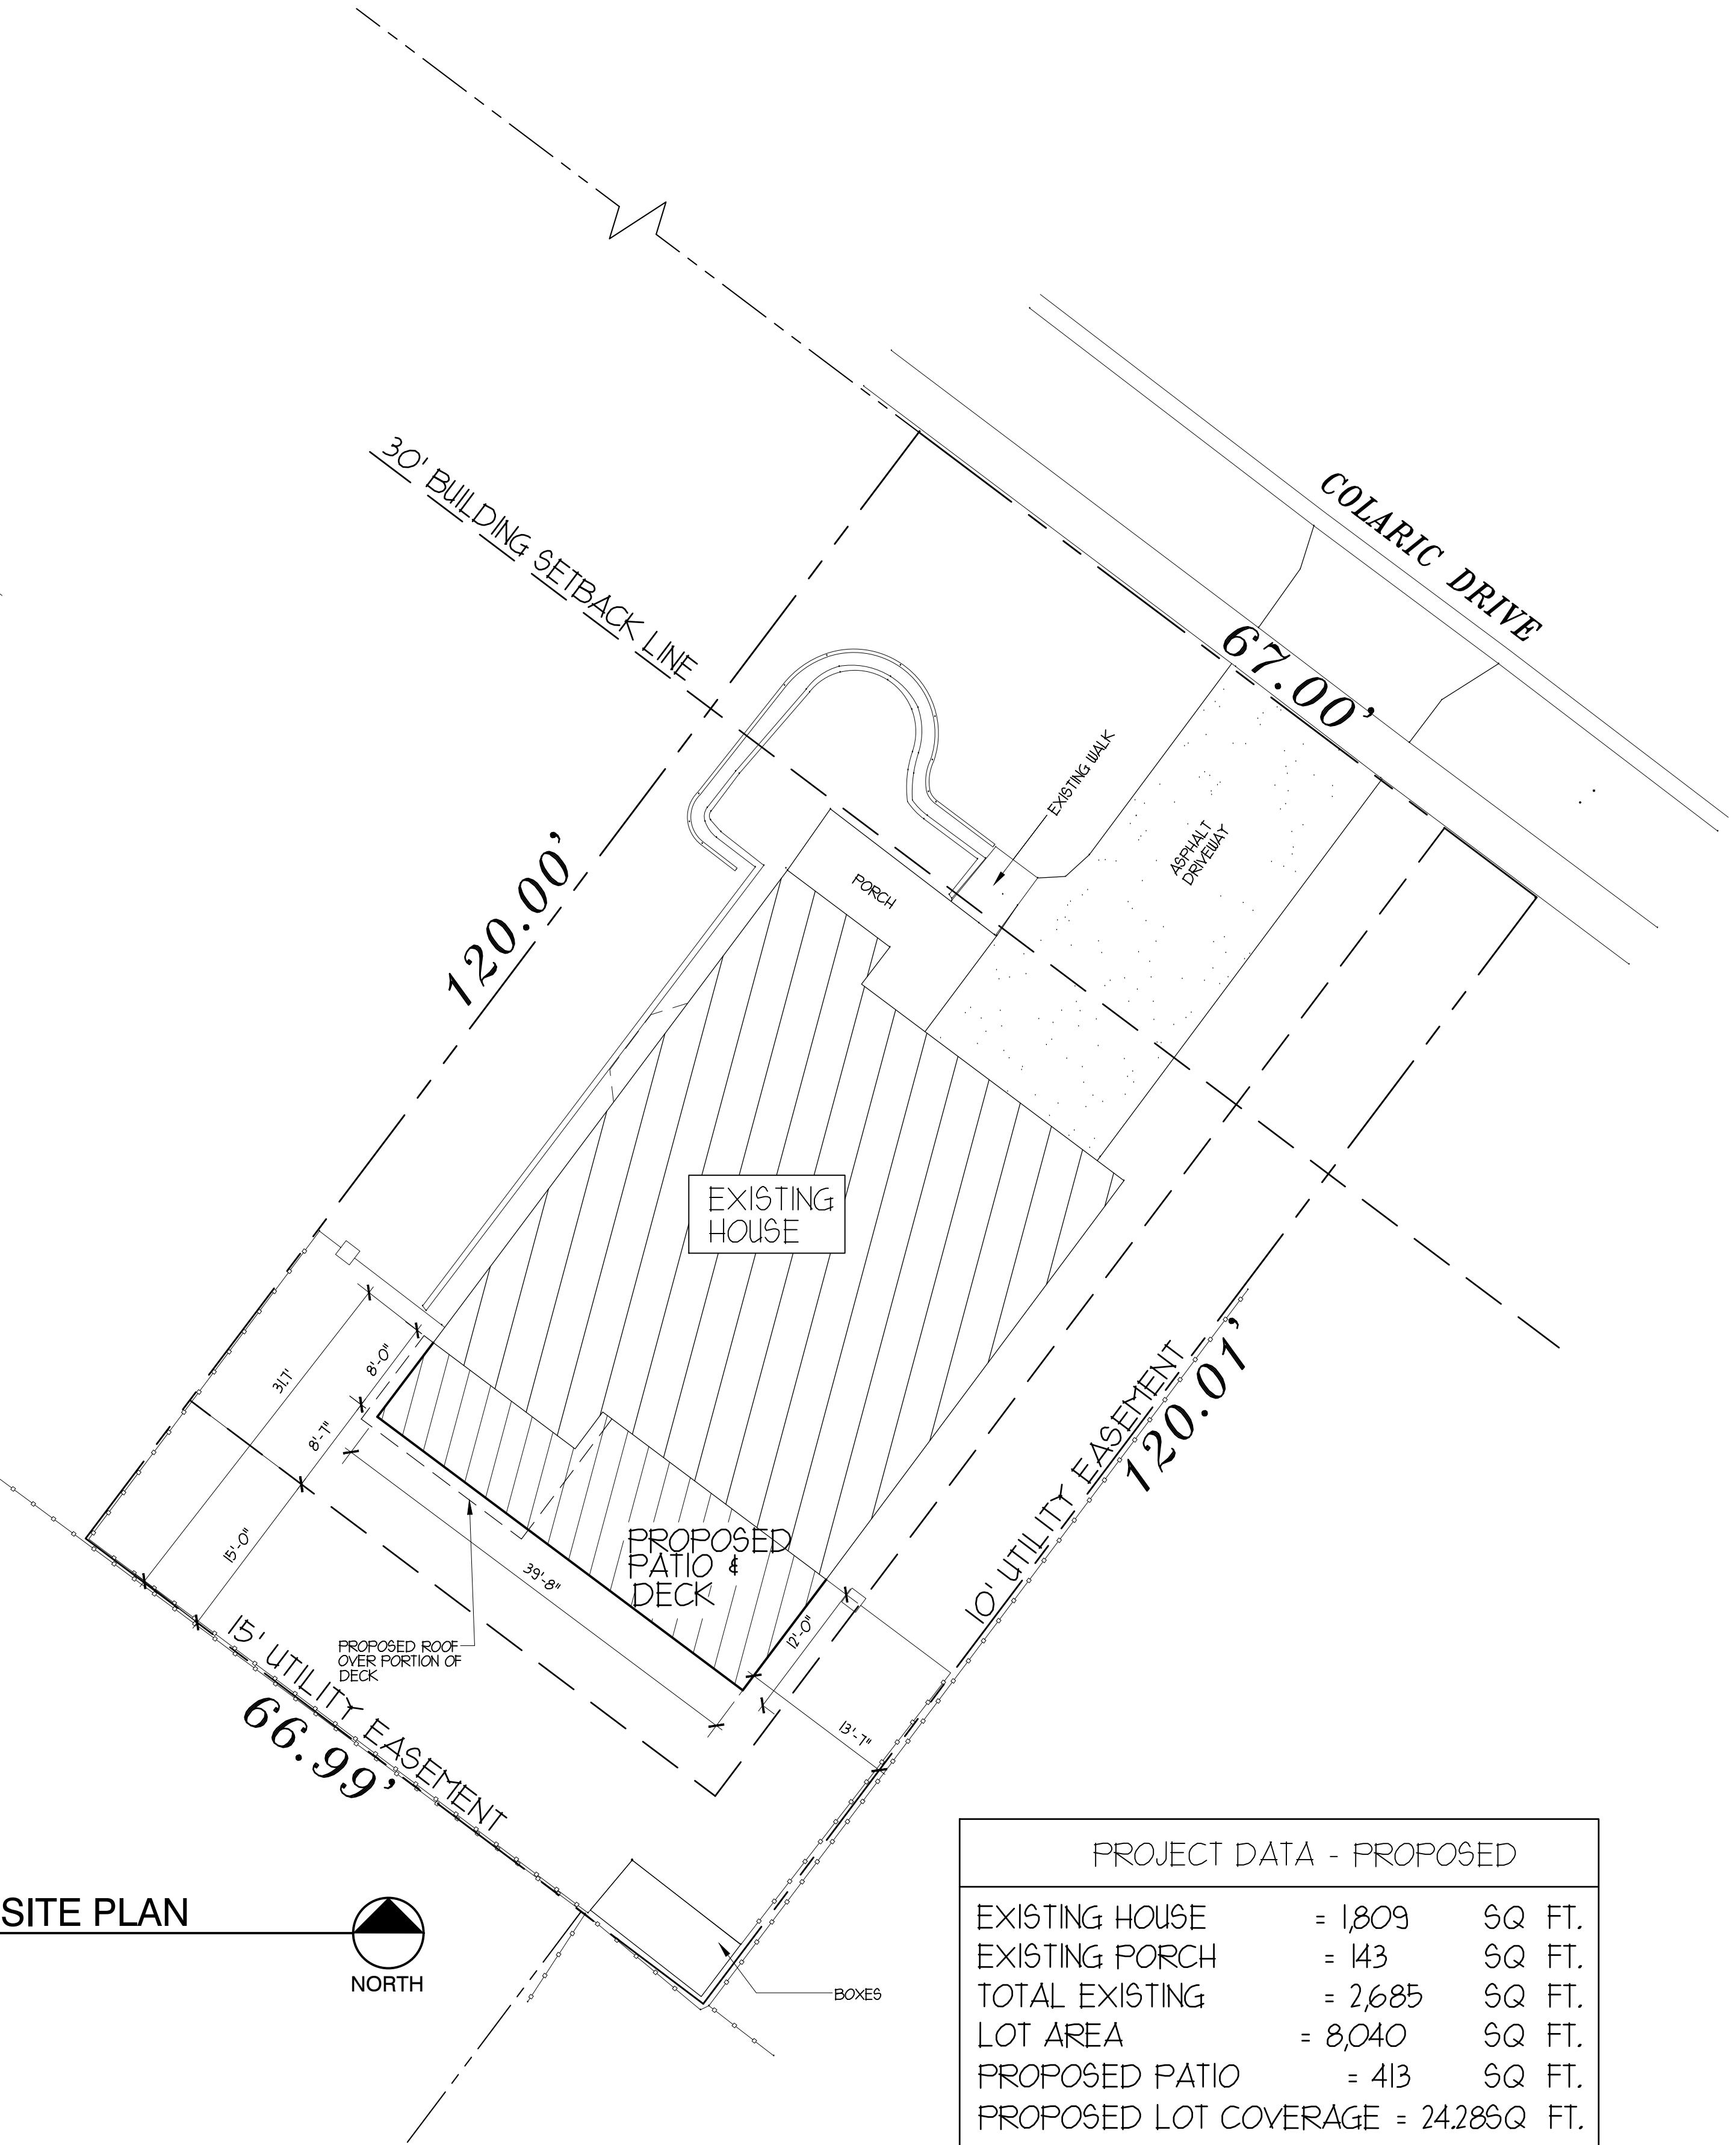 COLARIC DRIVE
67.00’
30' BUILDING SETBACK LINE
EXISTING WALK
ASPHALT
DRIVEWAY
PORCH
120.00’
EXISTING
HOUSE
8'-0"
31.7'
8'-7"
15'-0"
39'-8"
PROPOSED
PATIO &
DECK
12'-0"
13'-7"
10' UTILITY EASEMENT
120.01’
PROPOSED ROOF
OVER PORTION OF
DECK
15' UTILITY EASEMENT
66.99’
SITE PLAN
NORTH
BOXES
PROJECT DATA - PROPOSED
EXISTING HOUSE = 1,809 SQ FT.
EXISTING PORCH = 143 SQ FT.
TOTAL EXISTING = 2,685 SQ FT.
LOT AREA = 8,040 SQ FT.
PROPOSED PATIO = 413 SQ FT.
PROPOSED LOT COVERAGE = 24.28SQ FT.